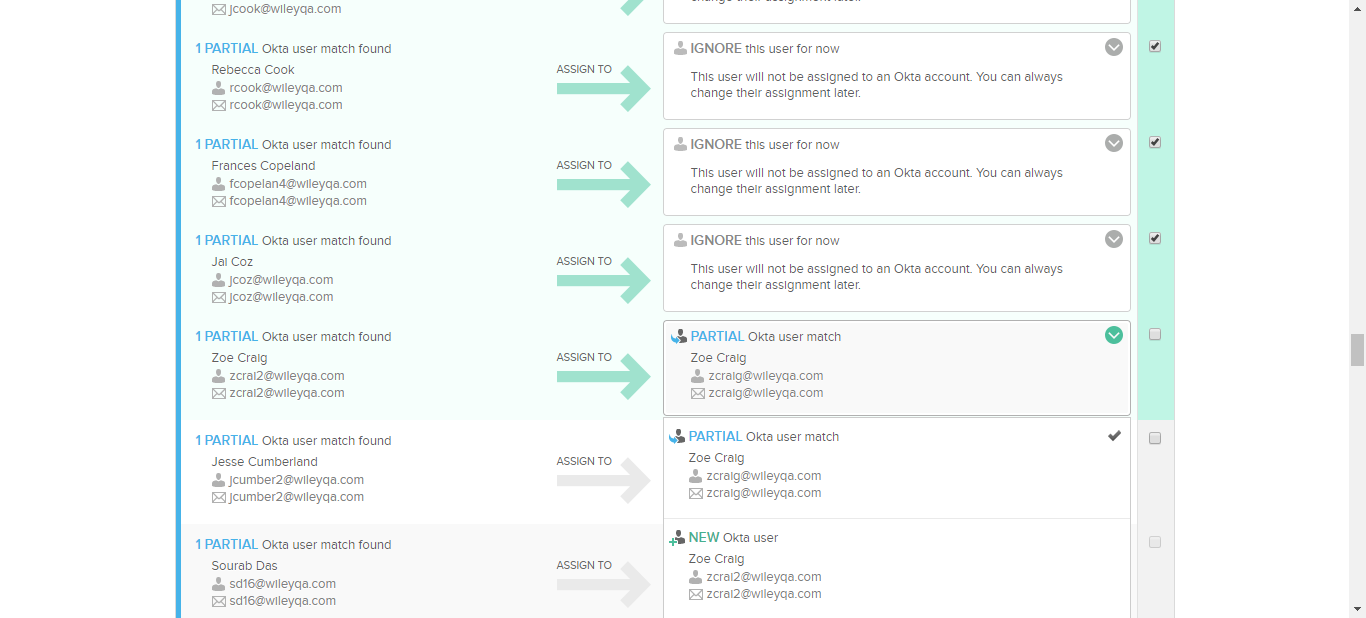 jcook@wileyqa.com
1 PARTIAL Okta user match found
Rebecca Cook
rcook@wileyqa.com
rcook@wileyqa.com
ASSIGN TO
IGNORE this user for now
This user will not be assigned to an Okta account. You can always
change their assignment later.
1 PARTIAL Okta user match found
Frances Copeland
fcopelan4@wileyqa.com
fcopelan4@wileyqa.com
ASSIGN TO
IGNORE this user for now
This user will not be assigned to an Okta account. You can always
change their assignment later.
1 PARTIAL Okta user match found
Jai Coz
jcoz@wileyqa.com
jcoz@wileyqa.com
ASSIGN TO
IGNORE this user for now
This user will not be assigned to an Okta account. You can always
change their assignment later.
1 PARTIAL Okta user match found
Zoe Craig
zcrai2@wileyqa.com
zcrai2@wileyqa.com
ASSIGN TO
PARTIAL Okta user match
Zoe Craig
zcraig@wileyqa.com
zcraig@wileyqa.com
1 PARTIAL Okta user match found
Jesse Cumberland
jcumber2@wileyqa.com
jcumber2@wileyqa.com
ASSIGN TO
PARTIAL Okta user match
Zoe Craig
zcraig@wileyqa.com
zcraig@wileyqa.com
1 PARTIAL Okta user match found
Sourab Das
sd16@wileyqa.com
sd16@wileyqa.com
ASSIGN TO
NEW Okta user
Zoe Craig
zcrai2@wileyqa.com
zcrai2@wileyqa.com